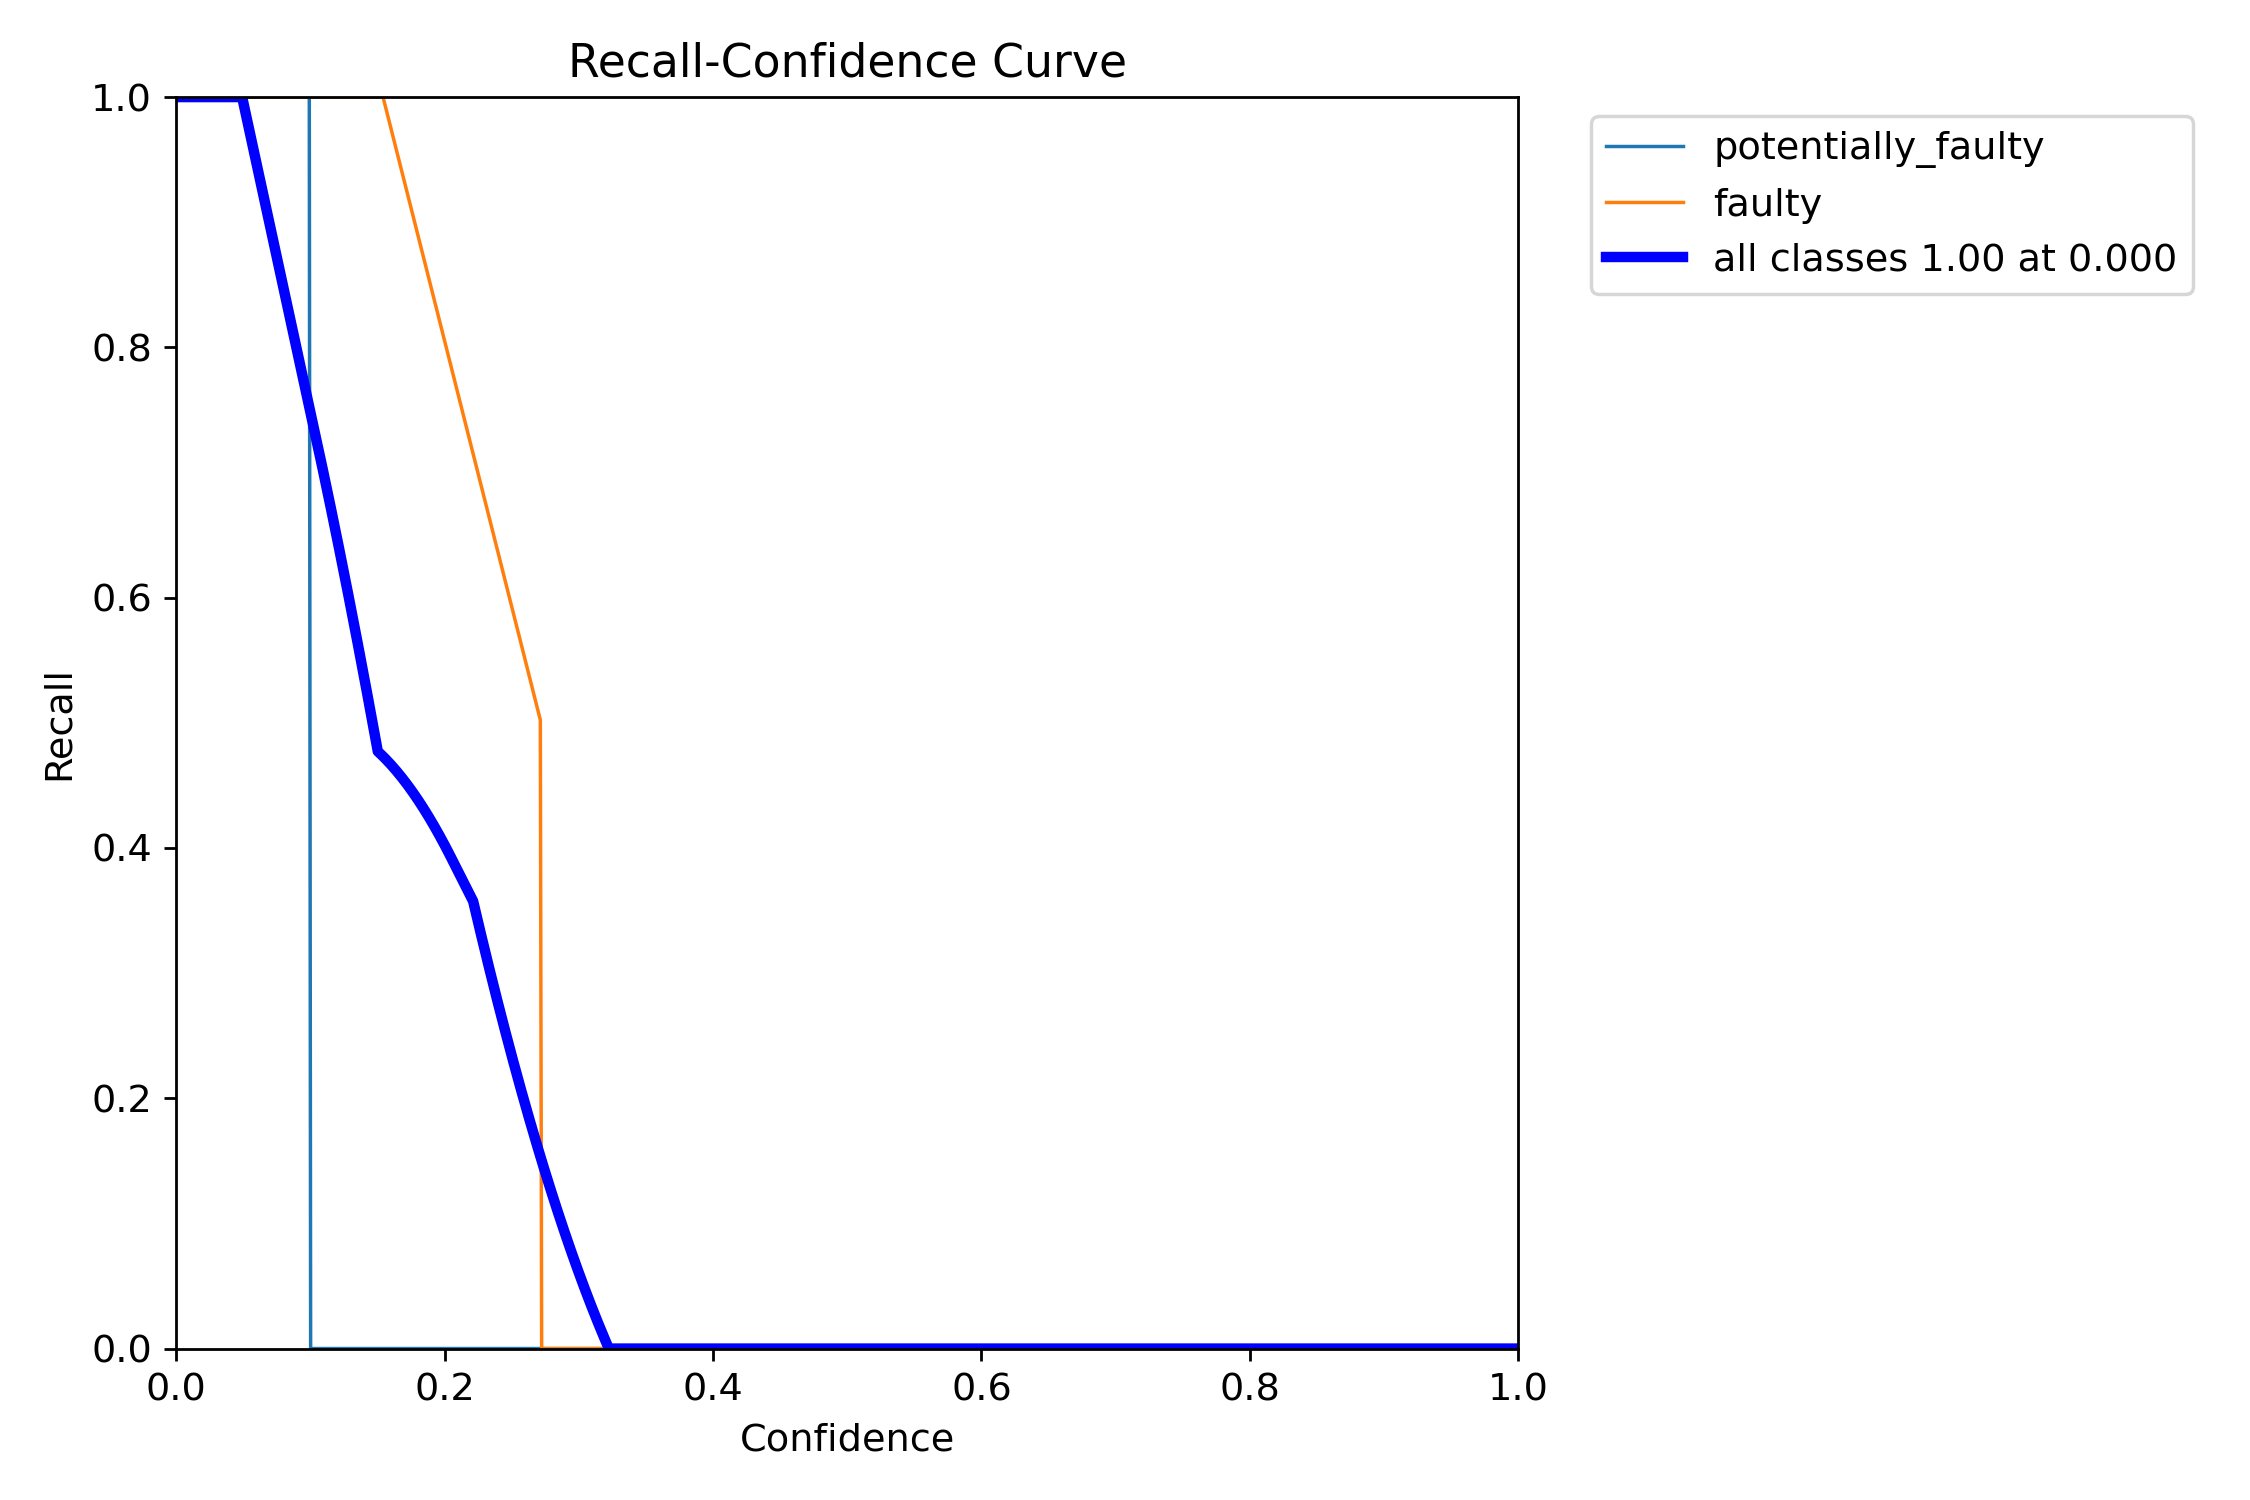 Recall-Confidence Curve
1.0
0.8
0.6
0.4
0.2
0.0
Recall
0.0 0.2 0.4 0.6 0.8 1.0
Confidence
potentially_faulty
faulty
all classes 1.00 at 0.000